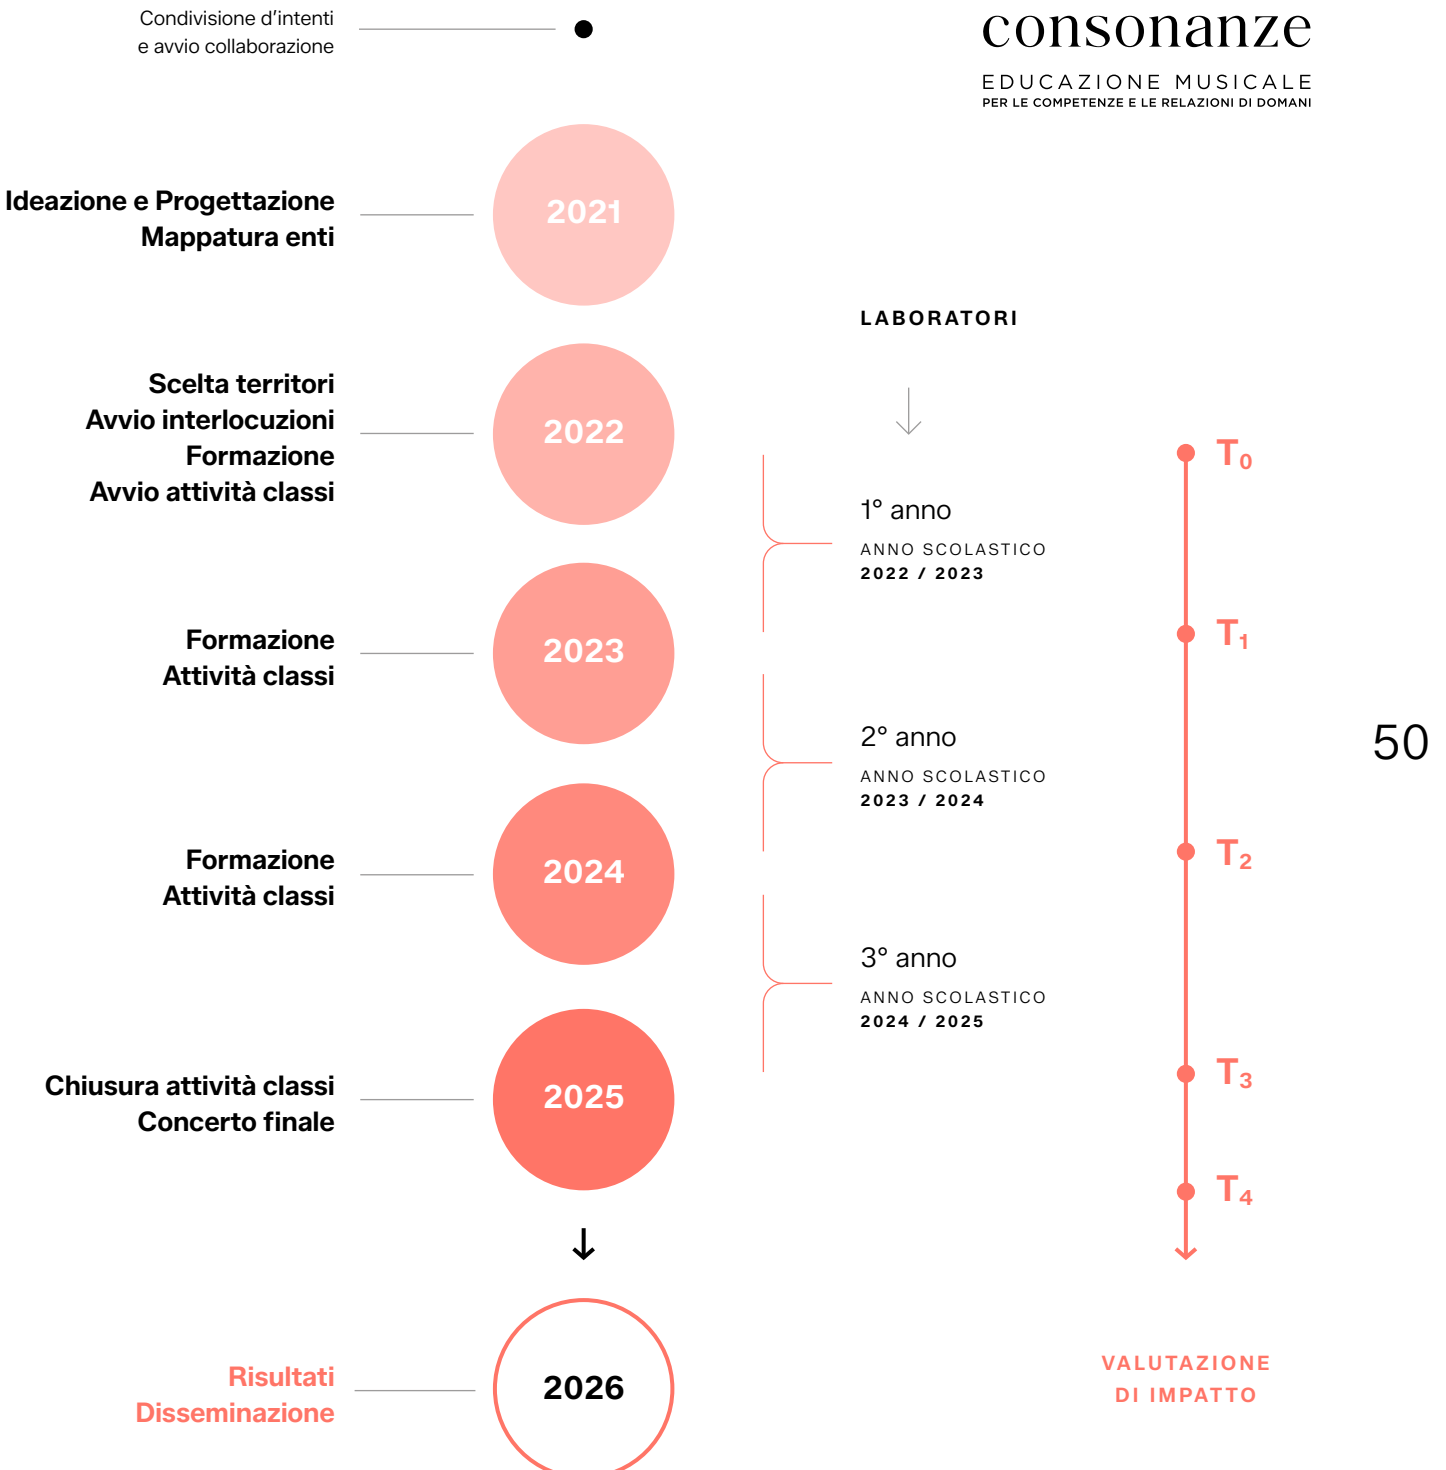 Condivisione d’intenti
e avvio collaborazione
consonanze
EDUCAZIONE MUSICALE
PER LE COMPETENZE E LE RELAZIONI DI DOMANI
Ideazione e Progettazione
Mappatura enti
2021
Scelta territori
Avvio interlocuzioni
Formazione
Avvio attività classi
2022
Formazione
Attività classi
2023
Formazione
Attività classi
2024
Chiusura attività classi
Concerto finale
2025
Risultati
Disseminazione
2026
LABORATORI
1° anno
ANNO SCOLASTICO
2022 / 2023
2° anno
ANNO SCOLASTICO
2023 / 2024
3° anno
ANNO SCOLASTICO
2024 / 2025
T₀
T₁
T₂
T₃
T₄
VALUTAZIONE
DI IMPATTO
50